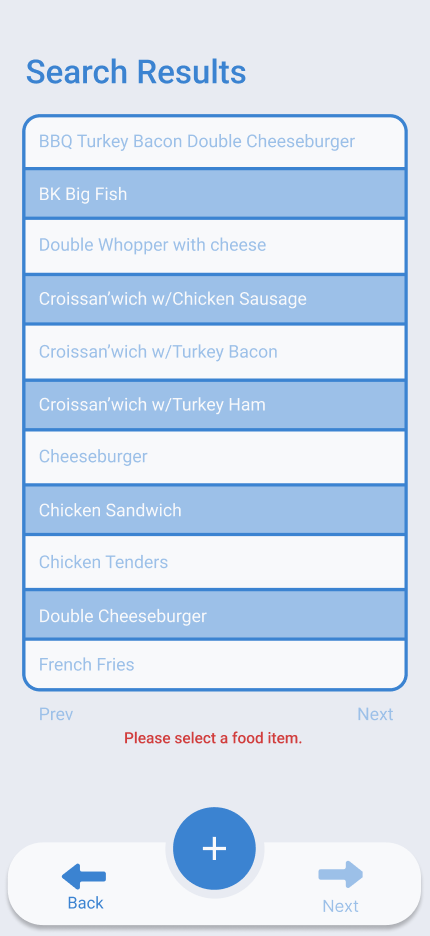 Search Results
BBQ Turkey Bacon Double Cheeseburger
BK Big Fish
Double Whopper with cheese
Croissan’wich w/Chicken Sausage
Croissan’wich w/Turkey Bacon
Croissan’wich w/Turkey Ham
Cheeseburger
Chicken Sandwich
Chicken Tenders
Double Cheeseburger
French Fries
Prev Next
Please select a food item.
+
Back Next